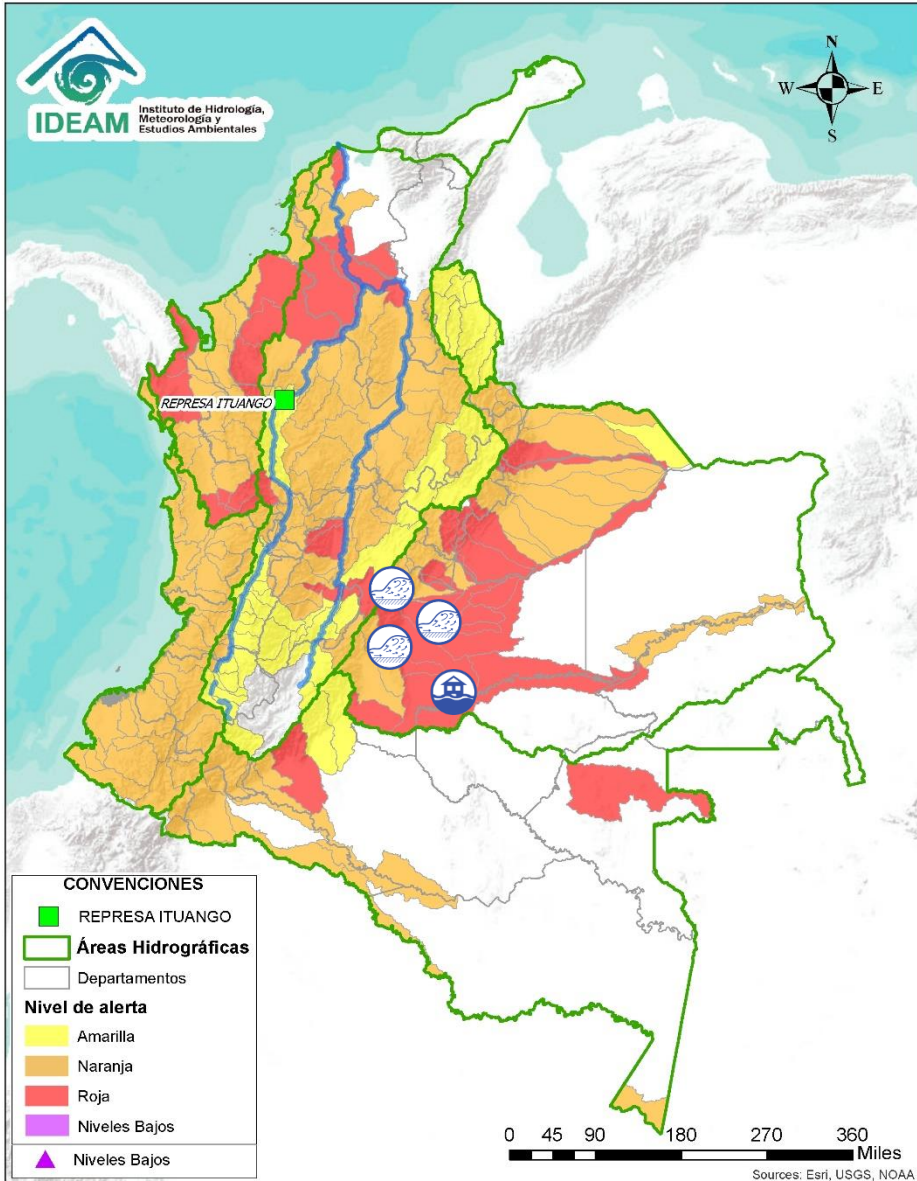 IDEAM
Instituto de Hidrología,
Meteorología y
Estudios Ambientales
N
W
E
S
REPRESA ITUANGO
CONVENCIONES
REPRESA ITUANGO
Áreas Hidrográficas
Departamentos
Nivel de alerta
Amarilla
Naranja
Roja
Niveles Bajos
Niveles Bajos
0 45 90 180 270 360
Miles
Sources: Esri, USGS, NOAA